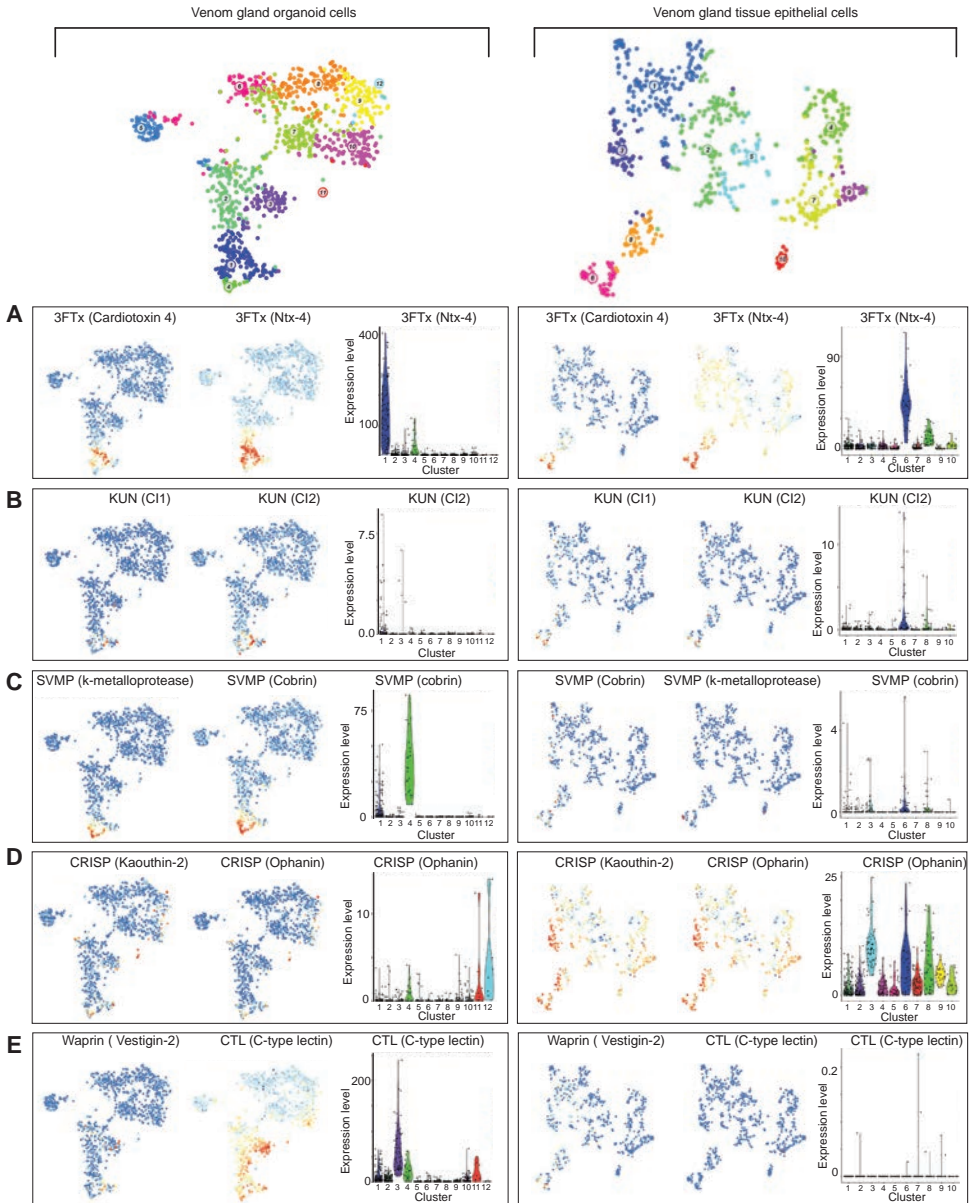 Venom gland organoid cells
Venom gland tissue epithelial cells
A
3FTx (Cardiotoxin 4) 3FTx (Ntx-4) 3FTx (Ntx-4)
Expression level
400
100
1 2 3 4 5 6 7 8 9 10 11 12
Cluster
3FTx (Cardiotoxin 4) 3FTx (Ntx-4) 3FTx (Ntx-4)
Expression level
90
0
1 2 3 4 5 6 7 8 9 10
Cluster
B
KUN (CI1) KUN (CI2) KUN (CI2)
Expression level
7.5
0.0
1 2 3 4 5 6 7 8 9 10 11 12
Cluster
KUN (CI1) KUN (CI2) KUN (CI2)
Expression level
10
0
1 2 3 4 5 6 7 8 9 10
Cluster
C
SVMP (k-metalloprotease) SVMP (Cobrin) SVMP (cobrin)
Expression level
75
0
1 2 3 4 5 6 7 8 9 10 11 12
Cluster
SVMP (Cobrin) SVMP (k-metalloprotease) SVMP (cobrin)
Expression level
4
0
1 2 3 4 5 6 7 8 9 10
Cluster
D
CRISP (Kaouthin-2) CRISP (Ophanin) CRISP (Ophanin)
Expression level
10
0
1 2 3 4 5 6 7 8 9 10 11 12
Cluster
CRISP (Kaouthin-2) CRISP (Opharin) CRISP (Ophanin)
Expression level
25
0
1 2 3 4 5 6 7 8 9 10
Cluster
E
Waprin ( Vestigin-2) CTL (C-type lectin) CTL (C-type lectin)
Expression level
200
0
1 2 3 4 5 6 7 8 9 10 11 12
Cluster
Waprin ( Vestigin-2) CTL (C-type lectin) CTL (C-type lectin)
Expression level
0.2
0.0
1 2 3 4 5 6 7 8 9 10
Cluster